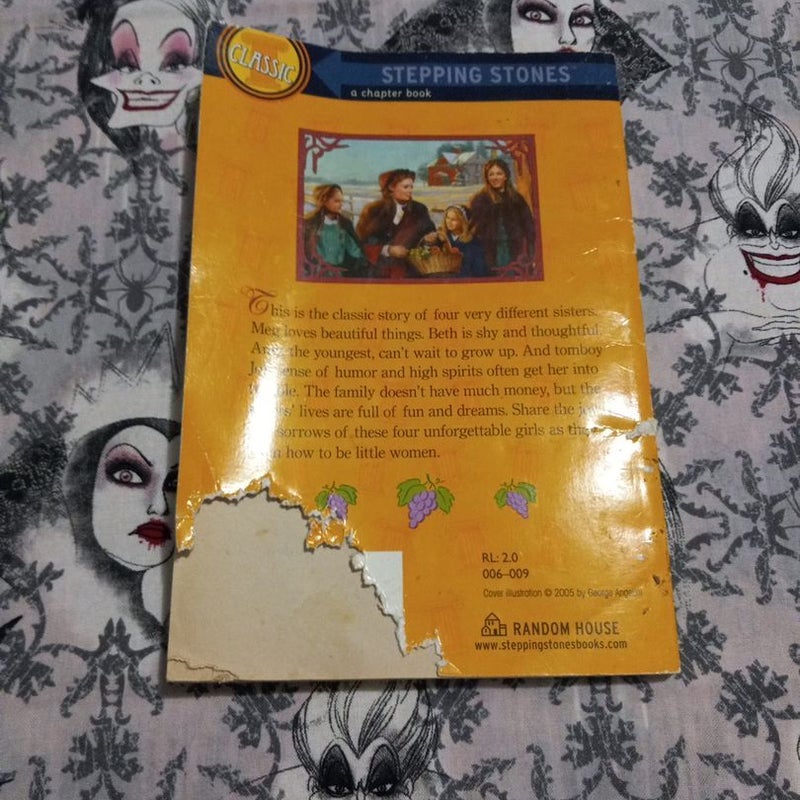 CLASSIC
STEPPING STONES
a chapter book
This is the classic story of four very different sisters.
Meg loves beautiful things. Beth is shy and thoughtful.
the youngest, can't wait to grow up. And tomboy
sense of humor and high spirits often get her into
The family doesn't have much money, but the
lives are full of fun and dreams. Share the
sorrows of these four unforgettable girls as they
how to be little women.
RL: 2.0
006–009
Cover illustration © 2005 by George
RANDOM HOUSE
www.steppingstonesbooks.com